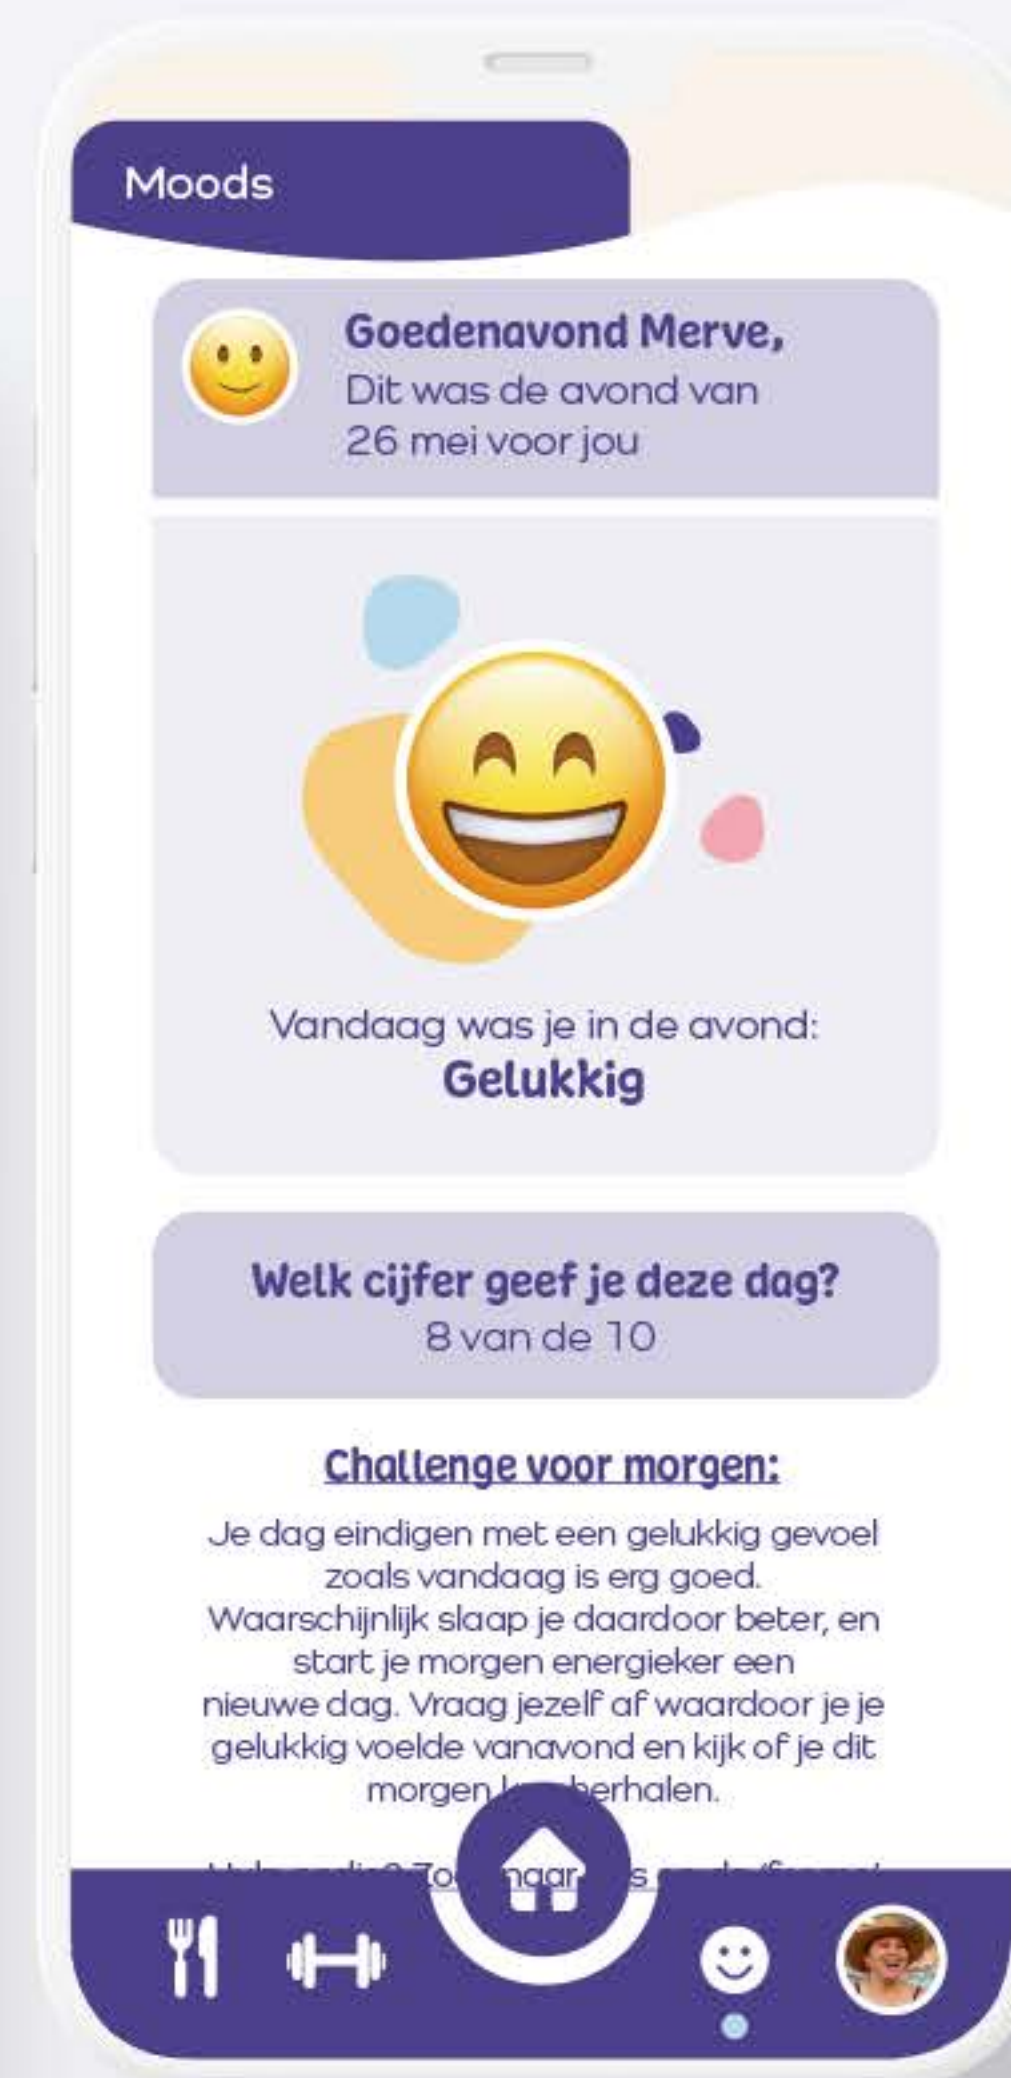 Moods
Goedenavond Merve,
Dit was de avond van
26 mei voor jou
Vandaag was je in de avond:
Gelukkig
Welk cijfer geef je deze dag?
8 van de 10
Challenge voor morgen:
Je dag eindigen met een gelukkig gevoel
zoals vandaag is erg goed.
Waarschijnlijk slaap je daardoor beter, en
start je morgen energieker een
nieuwe dag. Vraag jezelf af waardoor je je
gelukkig voelde vanavond en kijk of je dit
morgen